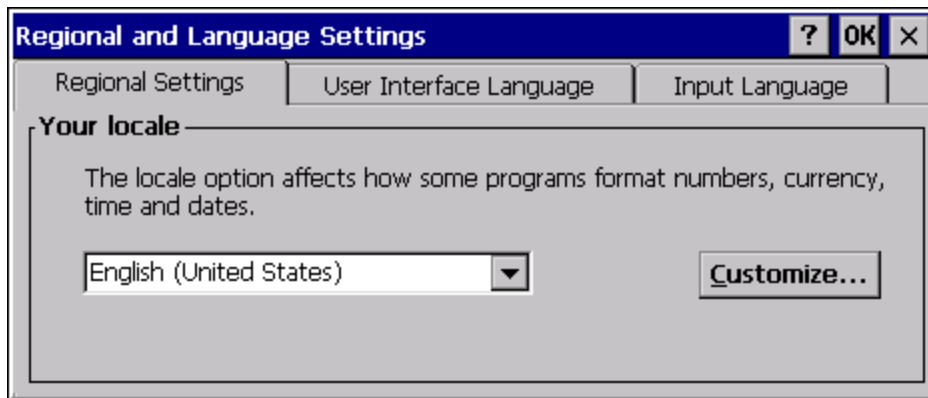 Regional and Language Settings ? OK ×
Regional Settings User Interface Language Input Language
Your locale
The locale option affects how some programs format numbers, currency,
time and dates.
English (United States) Customize...